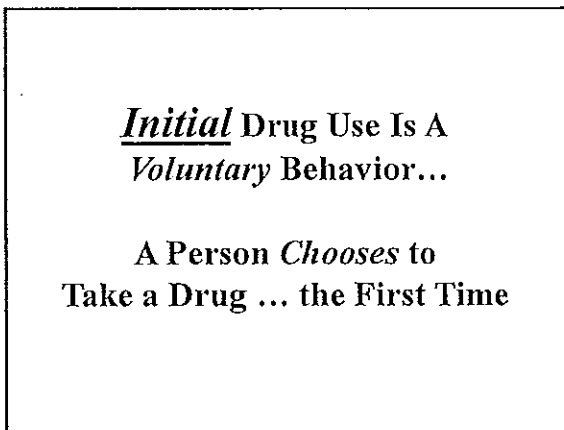 Initial Drug Use Is A
Voluntary Behavior...
A Person Chooses to
Take a Drug ... the First Time